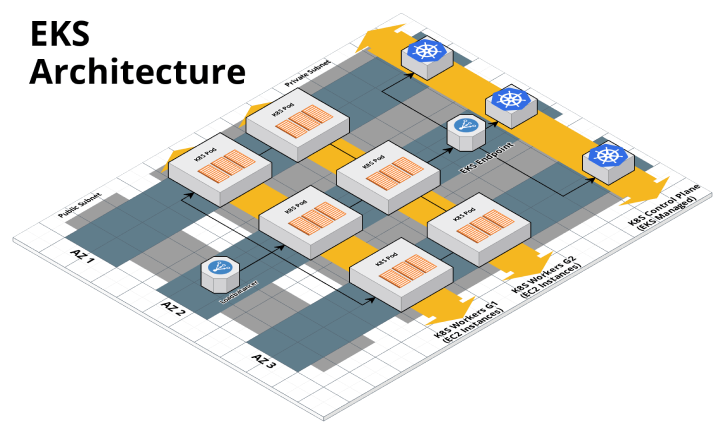 EKS
Architecture
Private Subnet
K8S Pod
K8S Pod
K8S Pod
EKS Endpoint
Public Subnet
K8S Pod
K8S Pod
K8S Control Plane
(EKS Managed)
AZ 1
K8S Pod
K8S Workers G2
(EC2 Instances)
Loadbalancer
AZ 2
K8S Workers G1
(EC2 Instances)
AZ 3